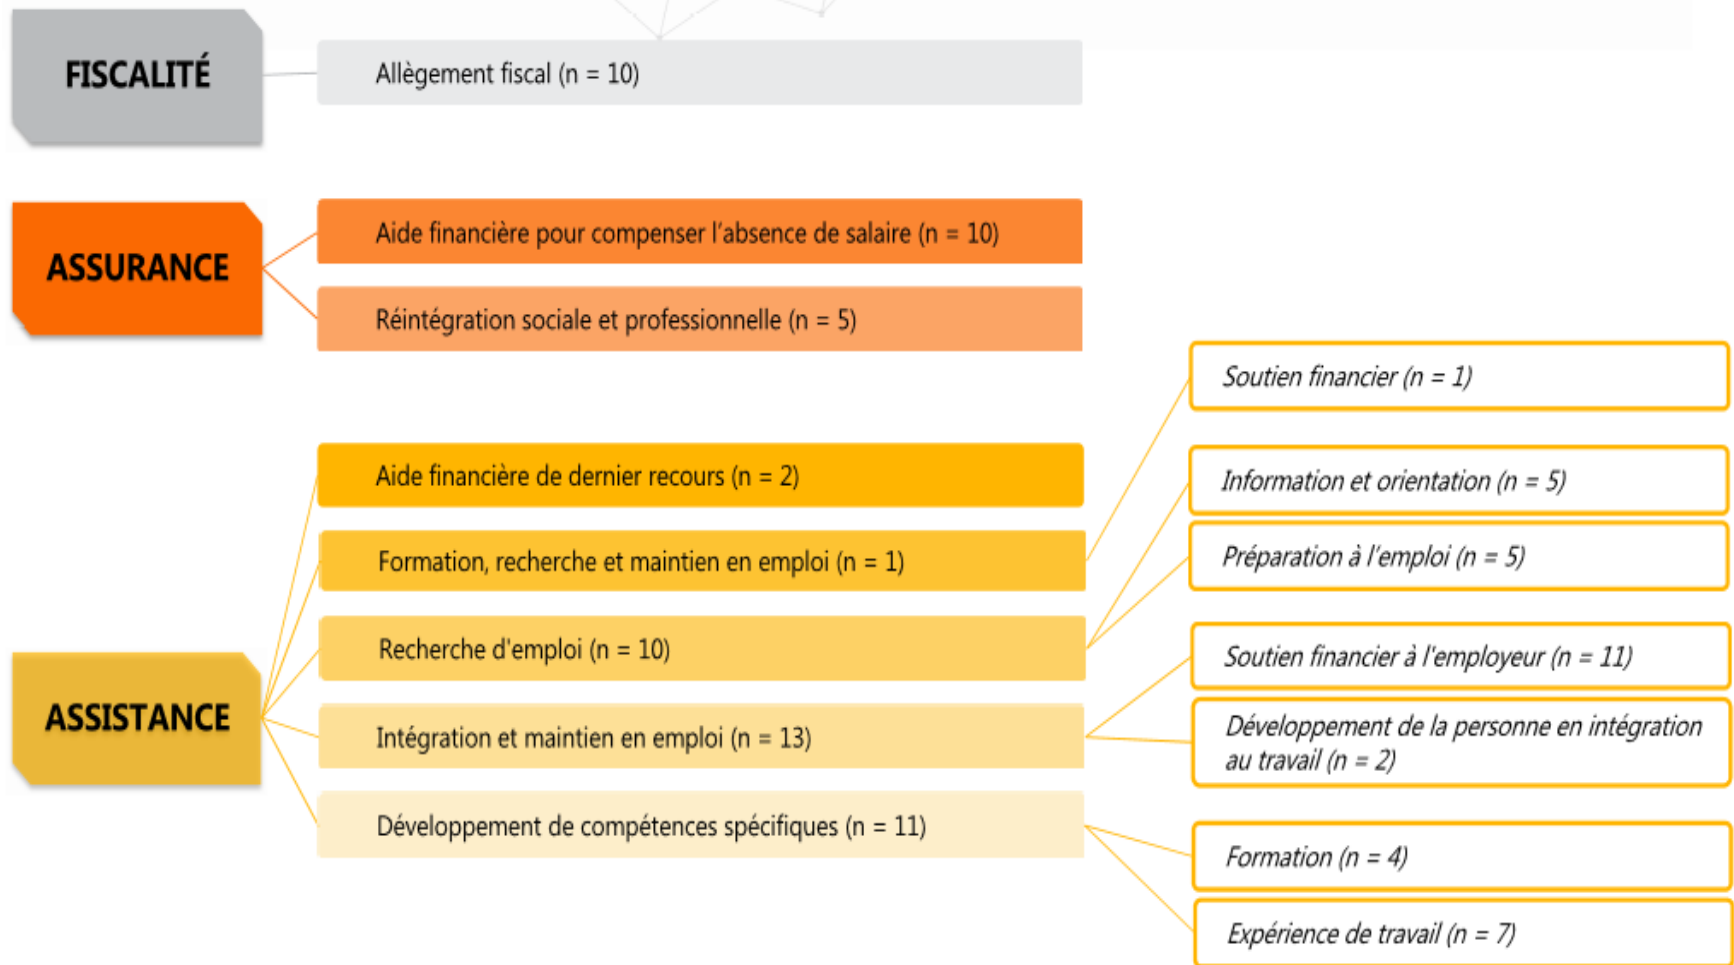 FISCALITÉ
Allègement fiscal (n = 10)
ASSURANCE
Aide financière pour compenser l'absence de salaire (n = 10)
Réintégration sociale et professionnelle (n = 5)
ASSISTANCE
Aide financière de dernier recours (n = 2)
Formation, recherche et maintien en emploi (n = 1)
Recherche d'emploi (n = 10)
Intégration et maintien en emploi (n = 13)
Développement de compétences spécifiques (n = 11)
Soutien financier (n = 1)
Information et orientation (n = 5)
Préparation à l'emploi (n = 5)
Soutien financier à l'employeur (n = 11)
Développement de la personne en intégration
au travail (n = 2)
Formation (n = 4)
Expérience de travail (n = 7)